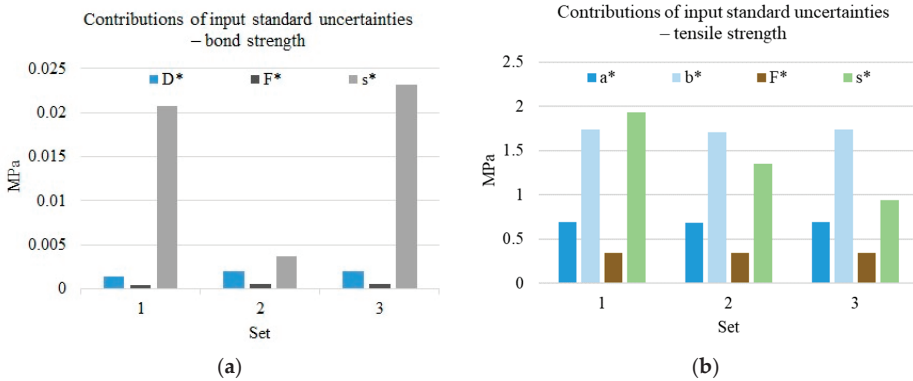 Contributions of input standard uncertainties
– bond strength
D* F* s*
0.025
0.02
0.015
0.01
0.005
0
MPa
1 2 3
Set
(a)
Contributions of input standard uncertainties
– tensile strength
a* b* F* s*
2.5
2
1.5
1
0.5
0
MPa
1 2 3
Set
(b)